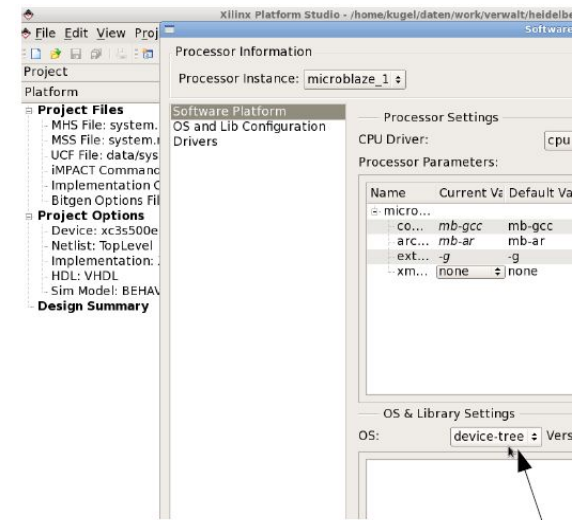 Xilinx Platform Studio - /home/kugel/daten/work/verwalt/heidelbe
File Edit View Proj
Software
Project
Platform
Project Files
MHS File: system.
MSS File: system.
UCF File: data/sys
iMPACT Command
Implementation
Bitgen Options Fil
Project Options
Device: xc3s500e
Netlist: TopLevel
Implementation:
HDL: VHDL
Sim Model: BEHAV
Design Summary
Processor Information
Processor Instance: microblaze_1
Software Platform
OS and Lib Configuration
Drivers
Processor Settings
CPU Driver: cpu
Processor Parameters:
Name Current Va Default Va
micro...
co... mb-gcc mb-gcc
arc... mb-ar mb-ar
ext... -g -g
xm... none none
OS & Library Settings
OS: device-tree Vers